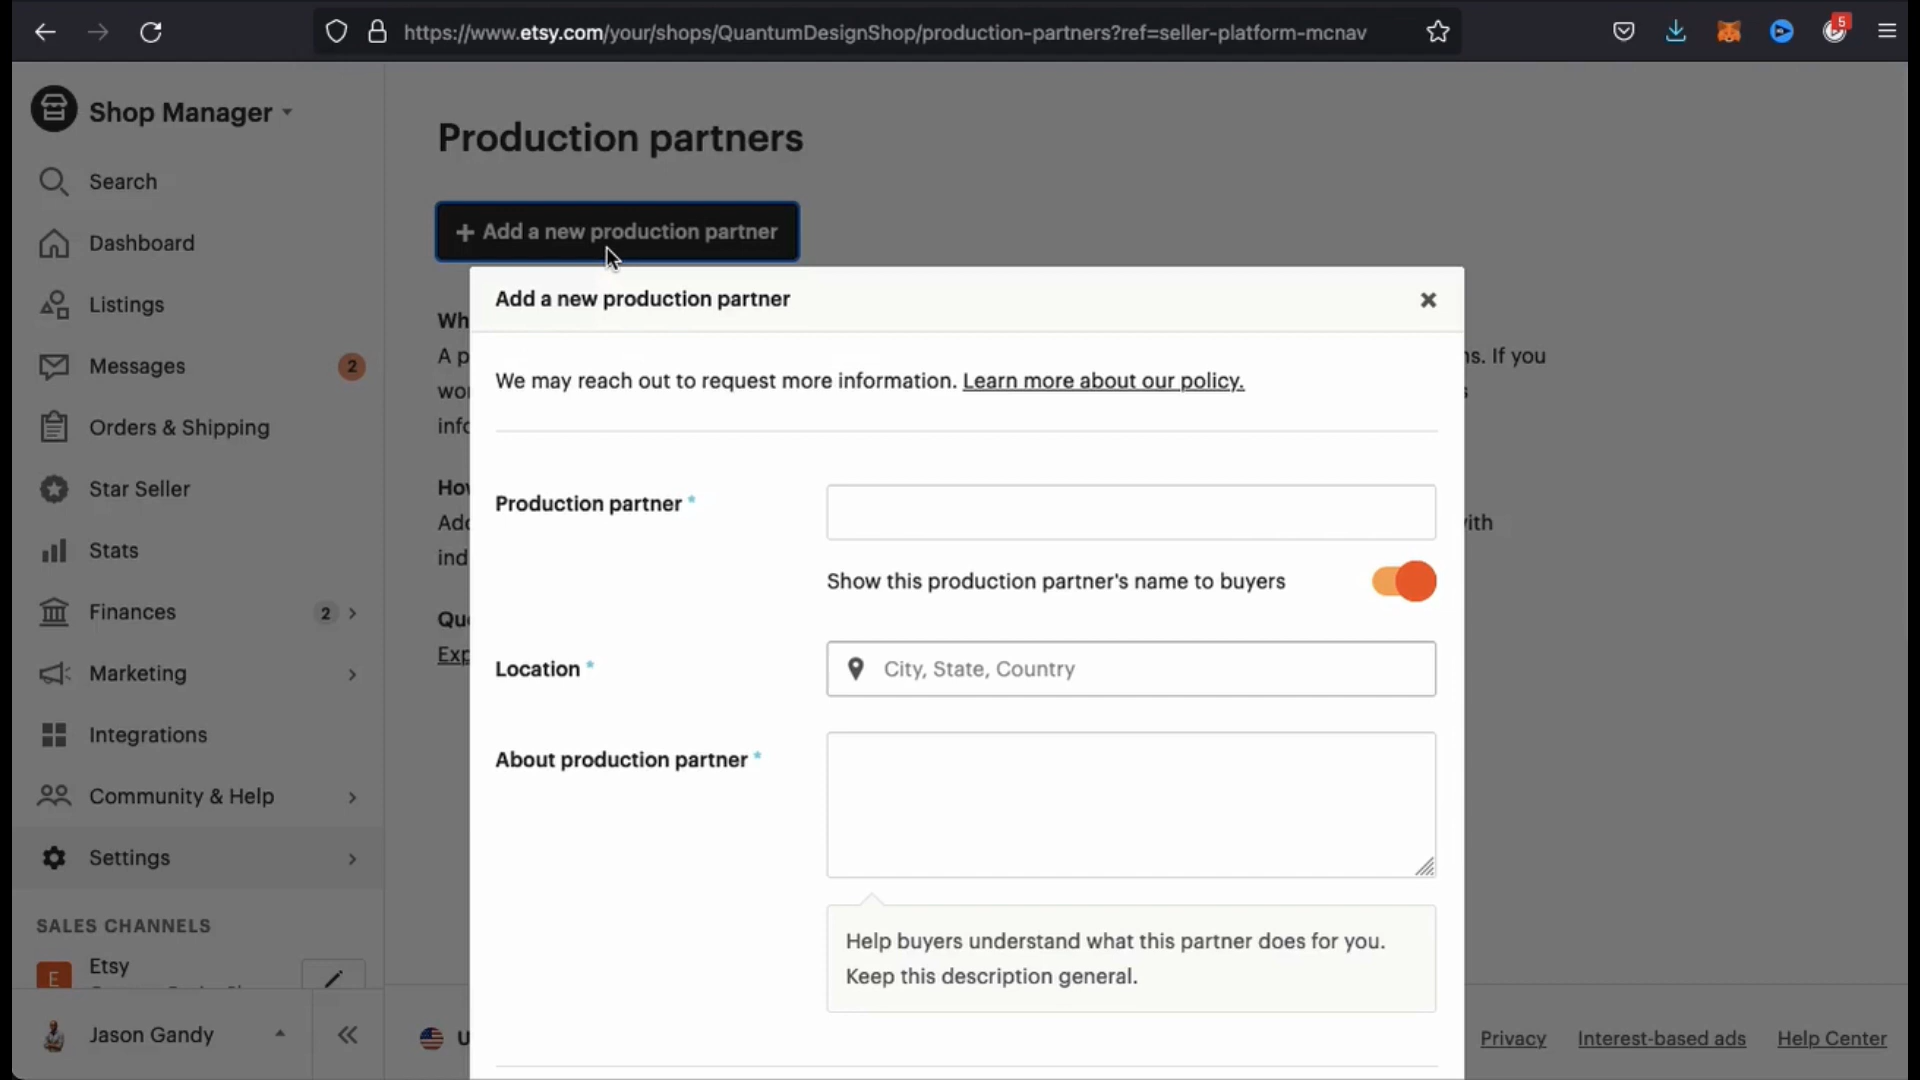 https://www.etsy.com/your/shops/QuantumDesignShop/production-partners?ref=seller-platform-mcnav
5
Shop Manager
Search
Dashboard
Listings
Messages 2
Orders & Shipping
Star Seller
Stats
Finances 2
Marketing
Integrations
Community & Help
Settings
SALES CHANNELS
E Etsy
Jason Gandy
Production partners
+ Add a new production partner
Add a new production partner
We may reach out to request more information. Learn more about our policy.
Production partner *
Show this production partner's name to buyers
Location *
City, State, Country
About production partner *
Help buyers understand what this partner does for you.
Keep this description general.
If you
Privacy
Interest-based ads
Help Center